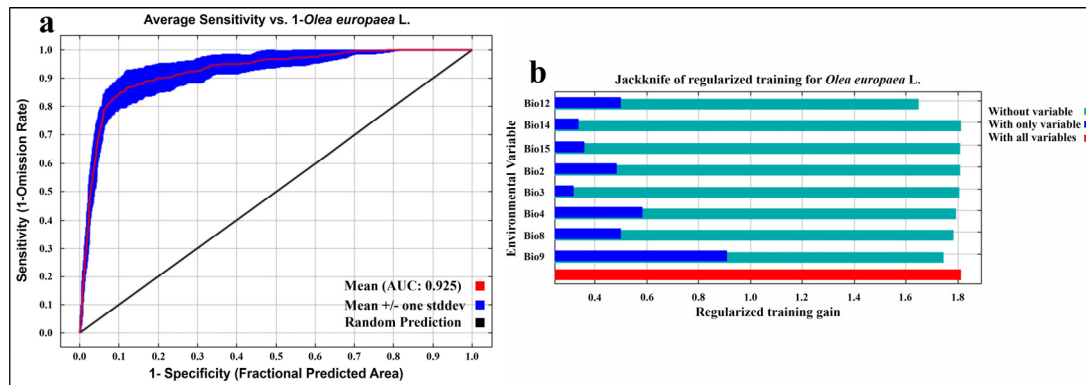 a
Average Sensitivity vs. 1-Olea europaea L.
Sensitivity (1-Omission Rate)
1.0
0.9
0.8
0.7
0.6
0.5
0.4
0.3
0.2
0.1
0.0
Mean (AUC: 0.925)
Mean +/- one stddev
Random Prediction
0.0 0.1 0.2 0.3 0.4 0.5 0.6 0.7 0.8 0.9 1.0
1- Specificity (Fractional Predicted Area)
b
Jackknife of regularized training for Olea europaea L.
Environmental Variable
Bio12
Bio14
Bio15
Bio2
Bio3
Bio4
Bio8
Bio9
Without variable
With only variable
With all variables
0.4 0.6 0.8 1.0 1.2 1.4 1.6 1.8
Regularized training gain